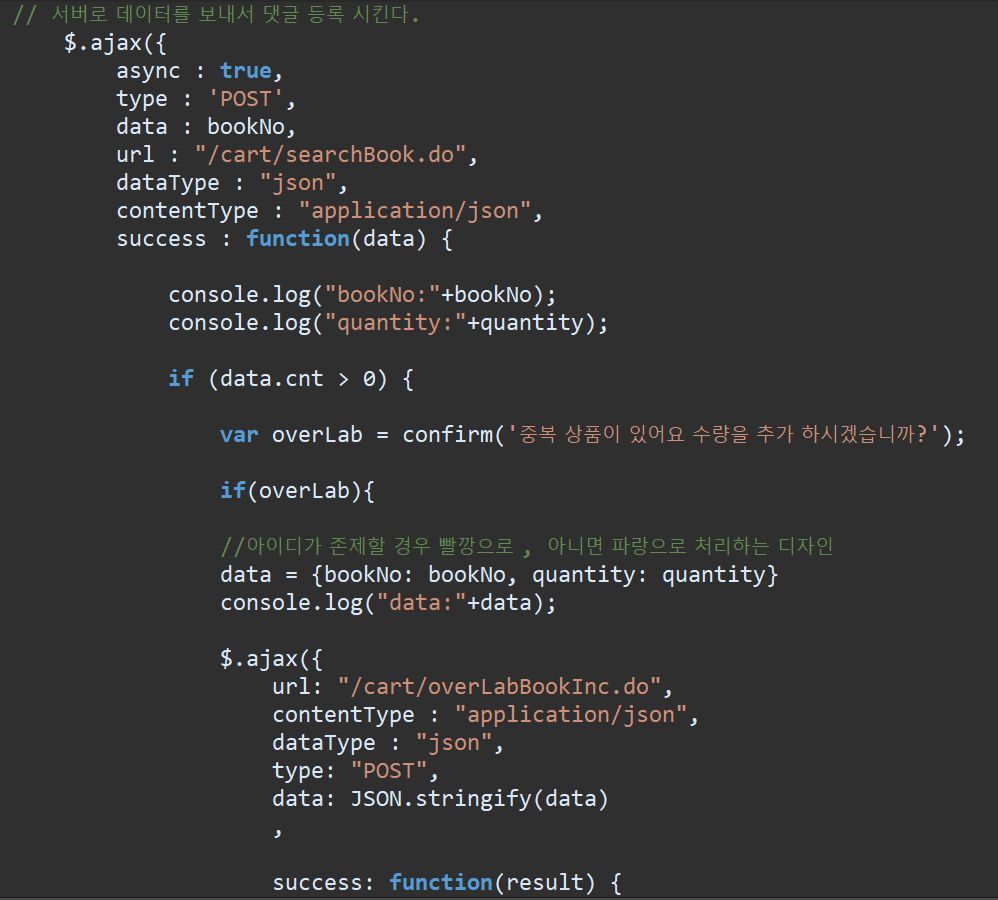 // 서버로 데이터를 보내서 댓글 등록 시킨다.
$.ajax({
async : true,
type : 'POST',
data : bookNo,
url : "/cart/searchBook.do",
dataType : "json",
contentType : "application/json",
success : function(data) {
console.log("bookNo:"+bookNo);
console.log("quantity:"+quantity);
if (data.cnt > 0) {
var overLab = confirm('중복 상품이 있어요 수량을 추가 하시겠습니까?');
if(overLab){
//아이디가 존재할 경우 빨깡으로 , 아니면 파랑으로 처리하는 디자인
data = {bookNo: bookNo, quantity: quantity}
console.log("data:"+data);
$.ajax({
url: "/cart/overLabBookInc.do",
contentType : "application/json",
dataType : "json",
type: "POST",
data: JSON.stringify(data)
,
success: function(result) {